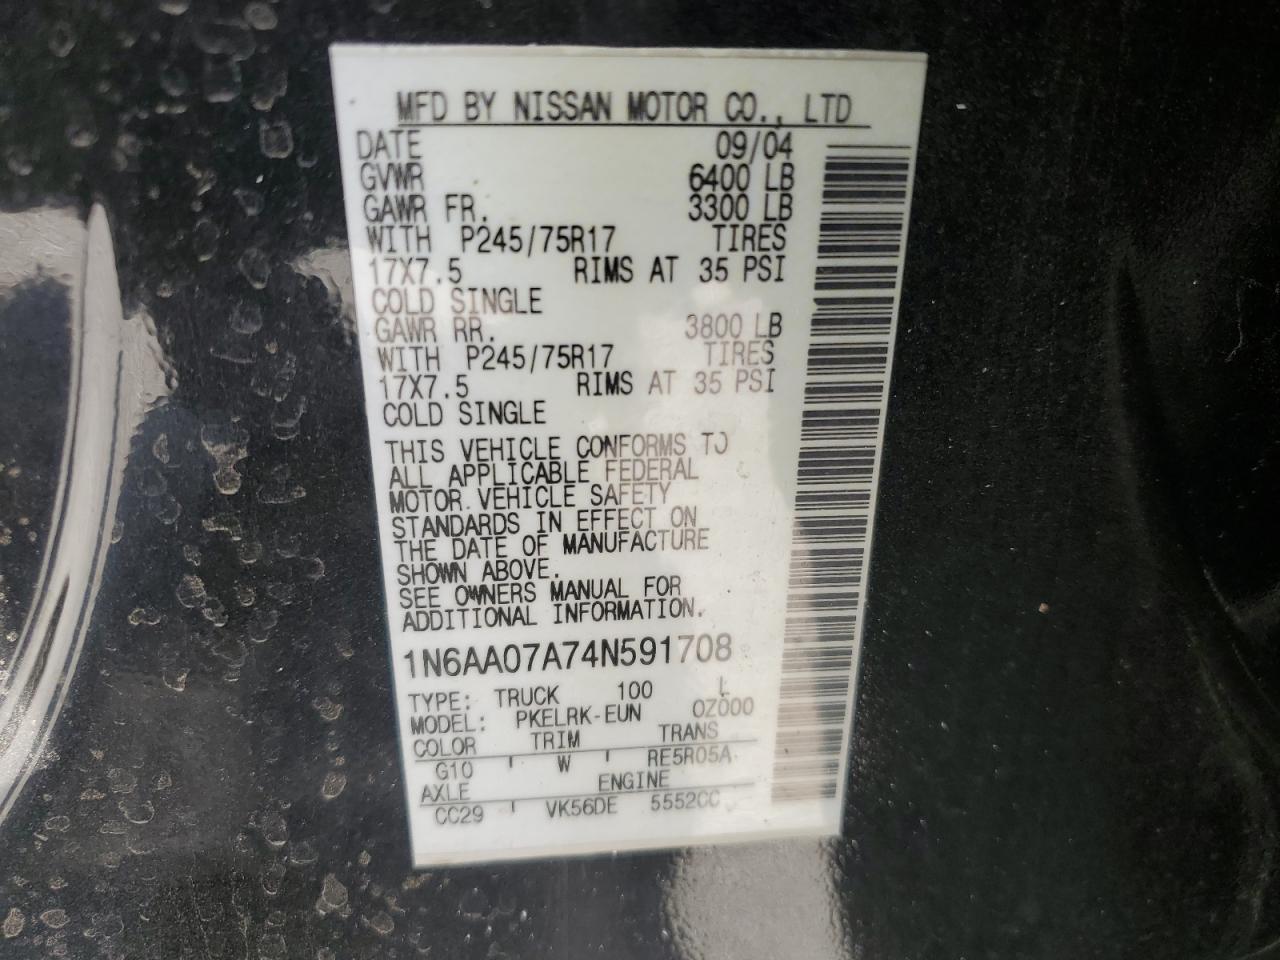 MFD BY NISSAN MOTOR CO., LTD
DATE 09/04
GVWR 6400 LB
GAWR FR. 3300 LB
WITH P245/75R17 TIRES
17X7.5 RIMS AT 35 PSI
COLD SINGLE
GAWR RR. 3800 LB
WITH P245/75R17 TIRES
17X7.5 RIMS AT 35 PSI
COLD SINGLE
THIS VEHICLE CONFORMS TO
ALL APPLICABLE FEDERAL
MOTOR VEHICLE SAFETY
STANDARDS IN EFFECT ON
THE DATE OF MANUFACTURE
SHOWN ABOVE.
SEE OWNERS MANUAL FOR
ADDITIONAL INFORMATION.
1N6AA07A74N591708
TYPE: TRUCK 100 L
MODEL: PKELRK-EUN 0Z000
COLOR TRIM TRANS
G10 W RE5R05A
AXLE ENGINE
CC29 VK56DE 5552CC